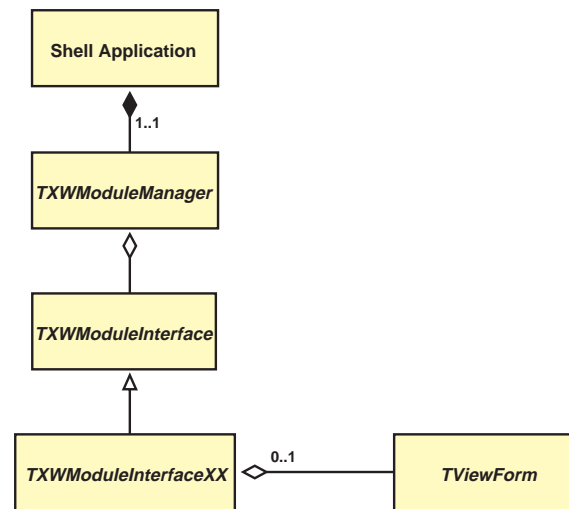 Shell Application
1..1
TXWModuleManager
TXWModuleInterface
TXWModuleInterfaceXX
0..1
TViewForm